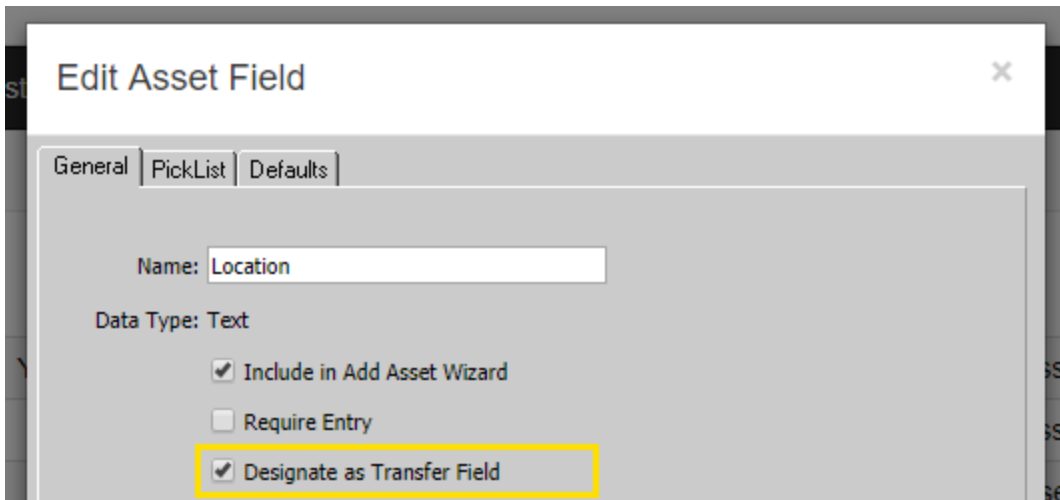 Edit Asset Field
×
st
General PickList Defaults
Name: Location
Data Type: Text
Include in Add Asset Wizard
Require Entry
Designate as Transfer Field